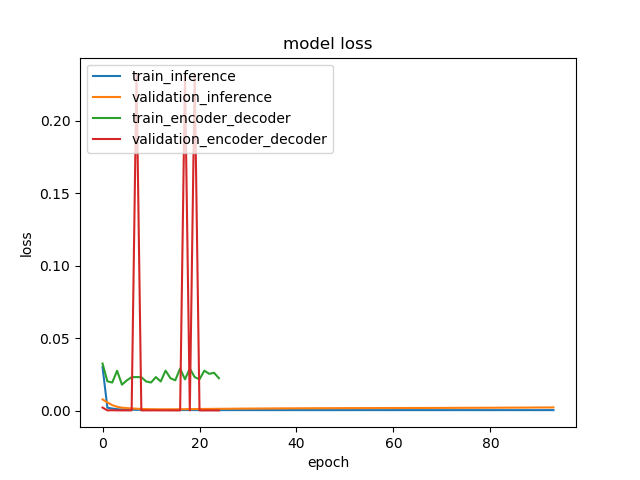 model loss
train_inference
validation_inference
train_encoder_decoder
validation_encoder_decoder
0.20
0.15
0.10
0.05
0.00
loss
0 20 40 60 80
epoch